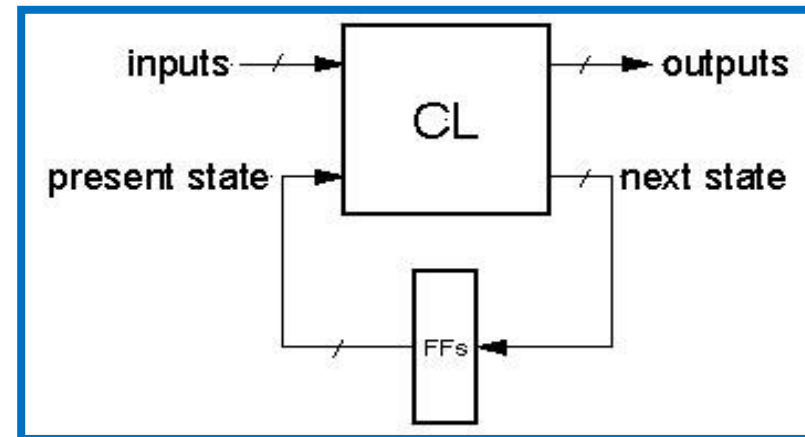 inputs
outputs
CL
present state
next state
FFs